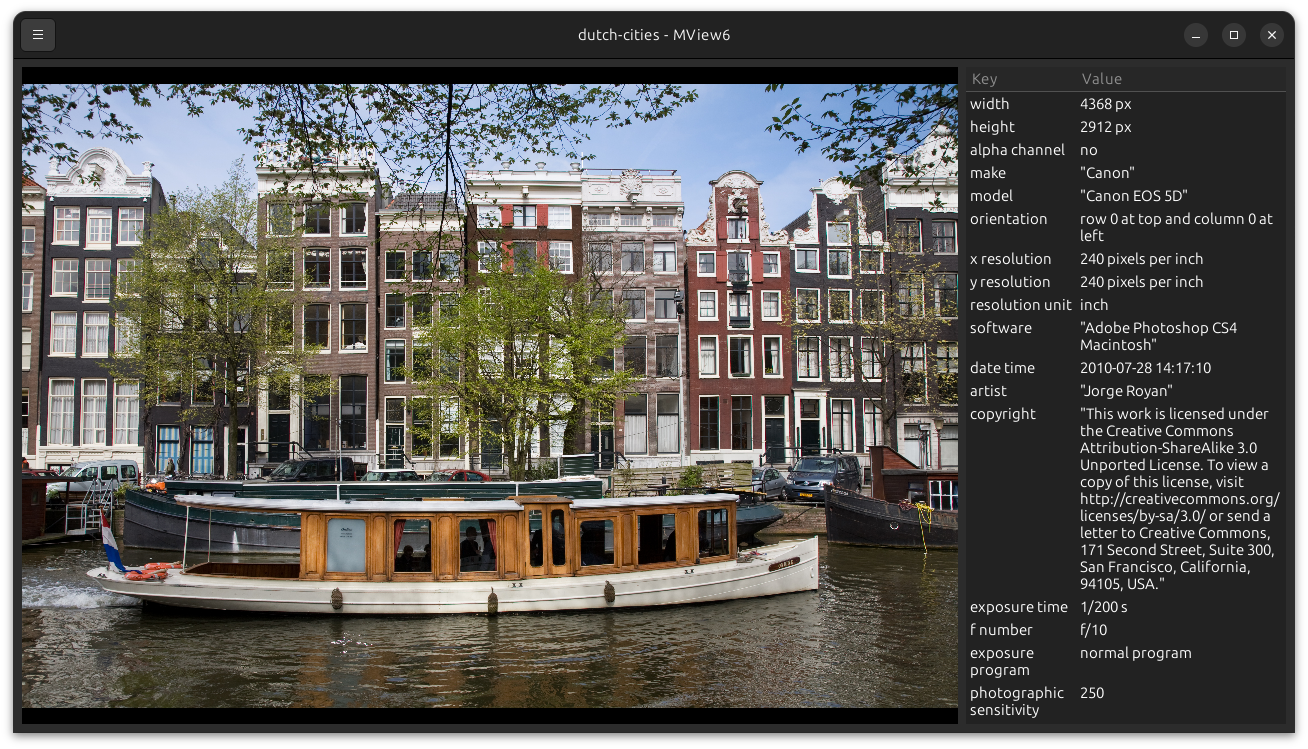 dutch-cities - MView6
Key Value
width 4368 px
height 2912 px
alpha channel no
make "Canon"
model "Canon EOS 5D"
orientation row 0 at top and column 0 at
left
x resolution 240 pixels per inch
y resolution 240 pixels per inch
resolution unit inch
software "Adobe Photoshop CS4
Macintosh"
date time 2010-07-28 14:17:10
artist "Jorge Royan"
copyright "This work is licensed under
the Creative Commons
Attribution-ShareAlike 3.0
Unported License. To view a
copy of this license, visit
http://creativecommons.org/
licenses/by-sa/3.0/ or send a
letter to Creative Commons,
171 Second Street, Suite 300,
San Francisco, California,
94105, USA."
exposure time 1/200 s
f number f/10
exposure normal program
program
photographic 250
sensitivity